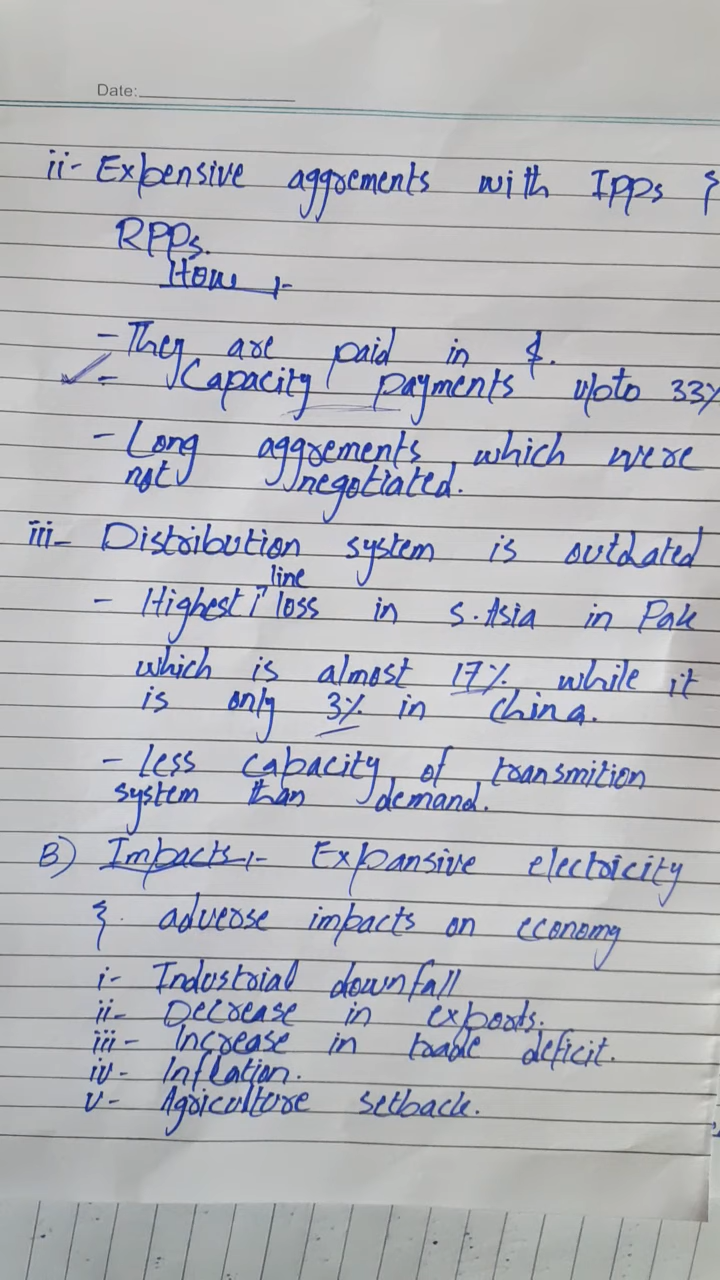 Date:
ii- Expensive aggrements with IPPs &
RPPs.
How :-
- They are paid in $.
- Capacity payments upto 33%
- Long aggrements which were
not negotiated.
iii- Distribution system is outdated
line
- Highest loss in S.Asia in Pak
which is almost 17% while it
is only 3% in China.
- Less capacity of transmition
system than demand.
B) Impacts:- Expansive electricity
& adverse impacts on economy
i- Industrial downfall
ii- Decrease in exports.
iii- Increase in trade deficit.
iv- Inflation.
v- Agriculture setback.